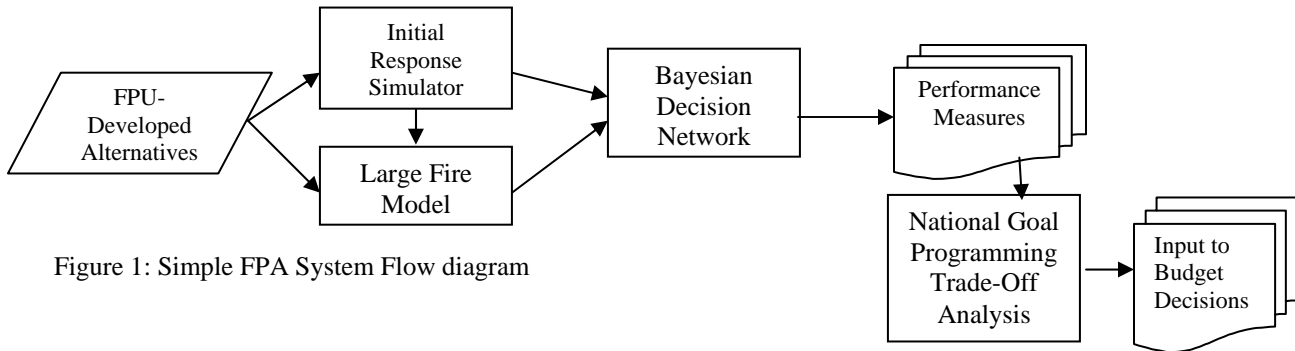 FPU-
Developed
Alternatives
Initial
Response
Simulator
Large Fire
Model
Bayesian
Decision
Network
Performance
Measures
National Goal
Programming
Trade-Off
Analysis
Input to
Budget
Decisions
Figure 1: Simple FPA System Flow diagram